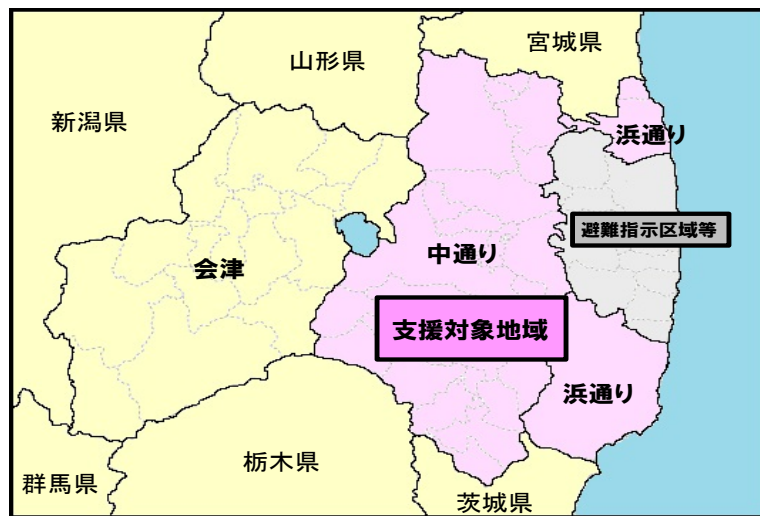 宮城県
山形県
新潟県
浜通り
避難指示区域等
中通り
会津
支援対象地域
浜通り
栃木県
群馬県
茨城県